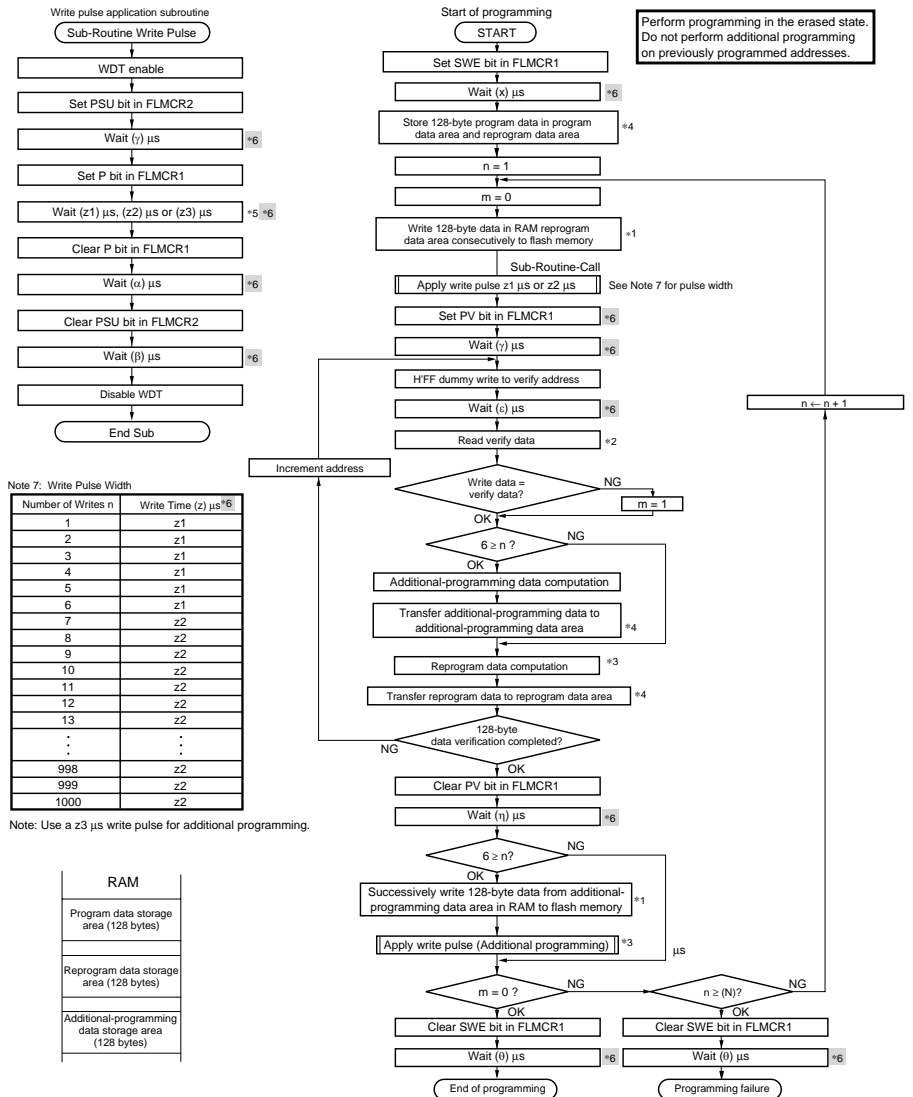 Write pulse application subroutine
Sub-Routine Write Pulse
WDT enable
Set PSU bit in FLMCR2
Wait (γ) μs
*6
Set P bit in FLMCR1
Wait (z1) μs, (z2) μs or (z3) μs
*5 *6
Clear P bit in FLMCR1
Wait (α) μs
*6
Clear PSU bit in FLMCR2
Wait (β) μs
*6
Disable WDT
End Sub
Note 7: Write Pulse Width
Number of Writes n Write Time (z) μs*6
1 z1
2 z1
3 z1
4 z1
5 z1
6 z1
7 z2
8 z2
9 z2
10 z2
11 z2
12 z2
13 z2
998 z2
999 z2
1000 z2
Note: Use a z3 μs write pulse for additional programming.
RAM
Program data storage
area (128 bytes)
Reprogram data storage
area (128 bytes)
Additional-programming
data storage area
(128 bytes)
Start of programming
START
Set SWE bit in FLMCR1
Wait (x) μs
*6
Store 128-byte program data in program
data area and reprogram data area
*4
n = 1
m = 0
Write 128-byte data in RAM reprogram
data area consecutively to flash memory
*1
Sub-Routine-Call
Apply write pulse z1 μs or z2 μs
See Note 7 for pulse width
Set PV bit in FLMCR1
*6
Wait (γ) μs
*6
H'FF dummy write to verify address
Wait (ε) μs
*6
Read verify data
*2
Increment address
Write data =
verify data?
NG
m = 1
OK
6 ≥ n ?
NG
OK
Additional-programming data computation
Transfer additional-programming data to
additional-programming data area
*4
Reprogram data computation
*3
Transfer reprogram data to reprogram data area
*4
128-byte
data verification completed?
NG
OK
Clear PV bit in FLMCR1
Wait (η) μs
*6
6 ≥ n?
NG
OK
Successively write 128-byte data from additional-
programming data area in RAM to flash memory
*1
Apply write pulse (Additional programming)
*3
μs
m = 0 ?
NG
n ≥ (N)?
NG
OK
OK
Clear SWE bit in FLMCR1
Clear SWE bit in FLMCR1
Wait (θ) μs
*6
Wait (θ) μs
*6
End of programming
Programming failure
n ← n + 1
Perform programming in the erased state.
Do not perform additional programming
on previously programmed addresses.